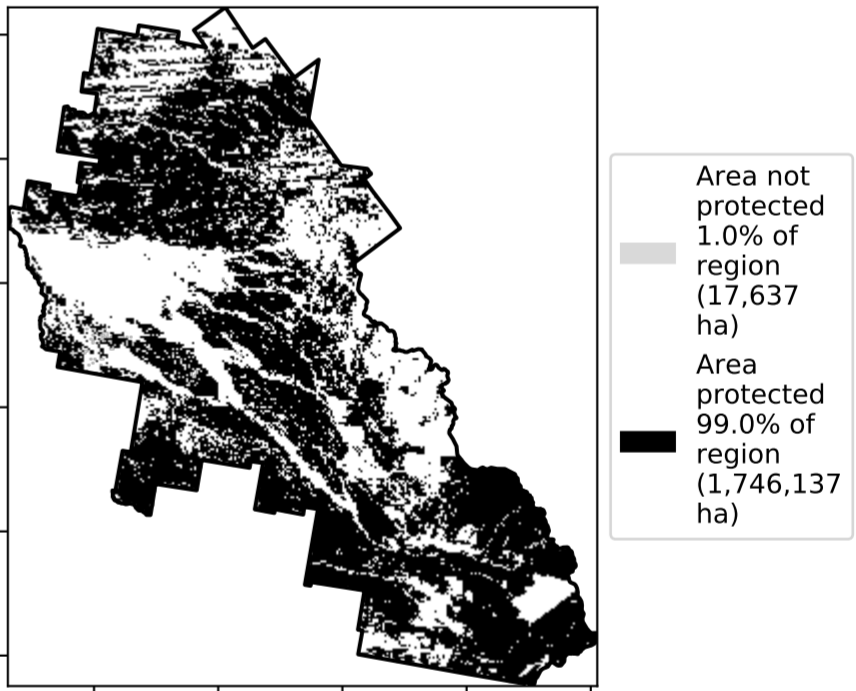 Area not
protected
1.0% of
region
(17,637
ha)
Area
protected
99.0% of
region
(1,746,137
ha)